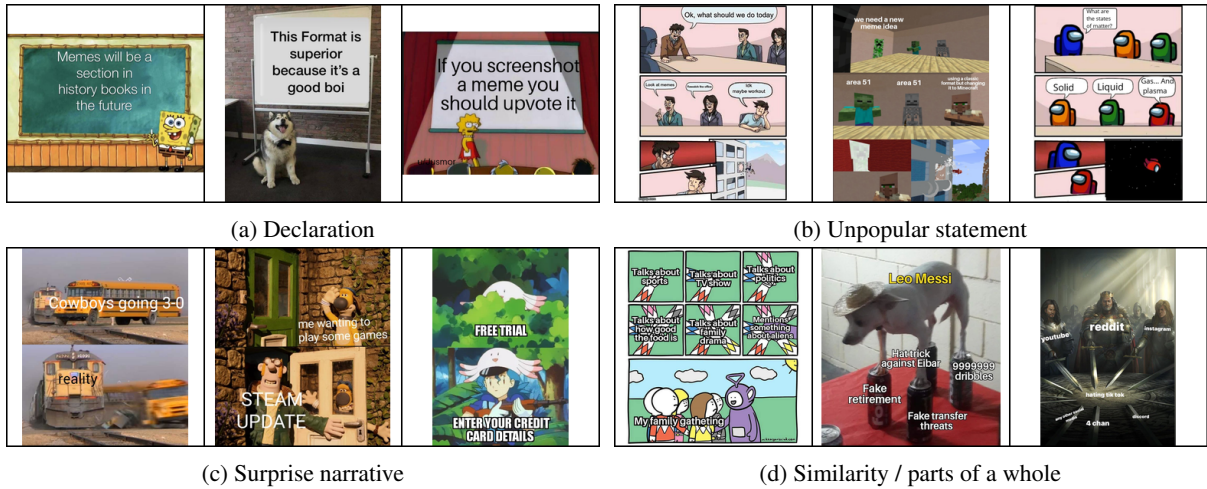 Memes will be a
section in
history books in
the future
This Format is
superior
because it's a
good boi
If you screenshot
a meme you
should upvote it
(a) Declaration
Ok, what should we do today
Look at memes
maybe workout
we need a new
meme idea
area 51
area 51
using a classic
format but changing
it to Minecraft
What are
the states
of matter?
Solid
Liquid
Gas... And
plasma
(b) Unpopular statement
Cowboys going 3-0
reality
me wanting to
play some games
STEAM
UPDATE
FREE TRIAL
ENTER YOUR CREDIT
CARD DETAILS
(c) Surprise narrative
Talks about
sports
Talks about
TV show
Talks about
politics
Talks about
how good
the food is
Talks about
family
drama
Mentions
something
about aliens
My family gatheting
Leo Messi
Hat trick
against Eibar
9999999
dribbles
Fake
retirement
Fake transfer
threats
youtube
reddit
instagram
hating tik tok
discord
4 chan
(d) Similarity / parts of a whole